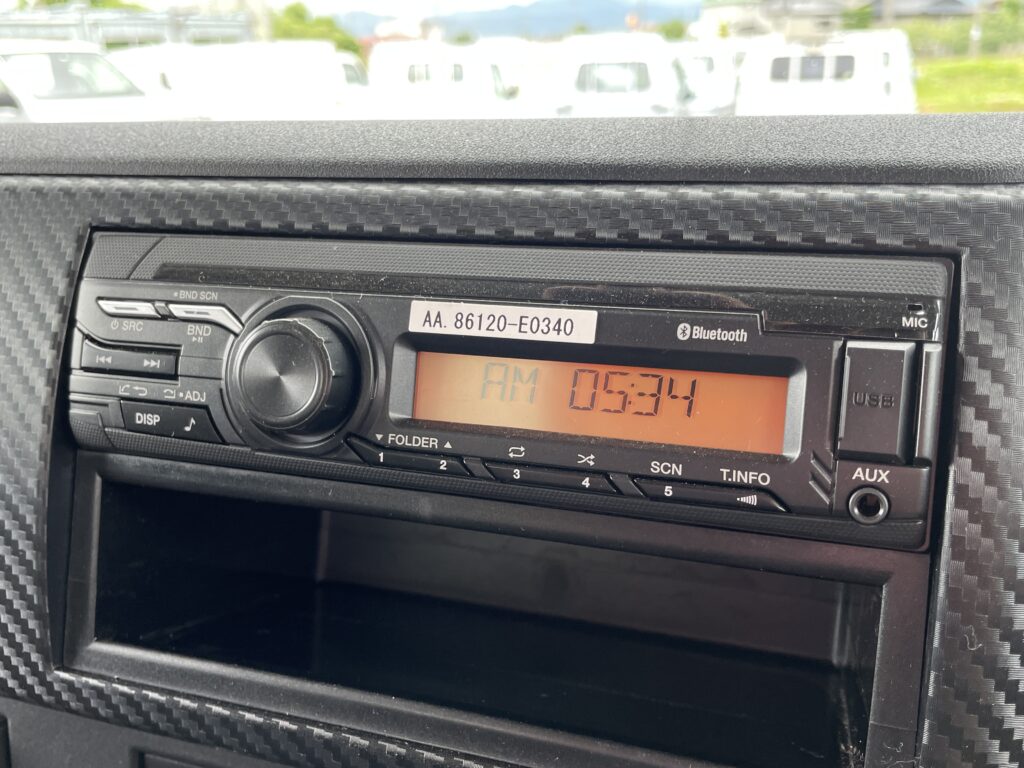 BND SCN
SRC
BND
ADJ
DISP
AA. 86120-E0340
Bluetooth
MIC
AM 05:34
USB
FOLDER
1 2
3
4
SCN
5
T.INFO
AUX